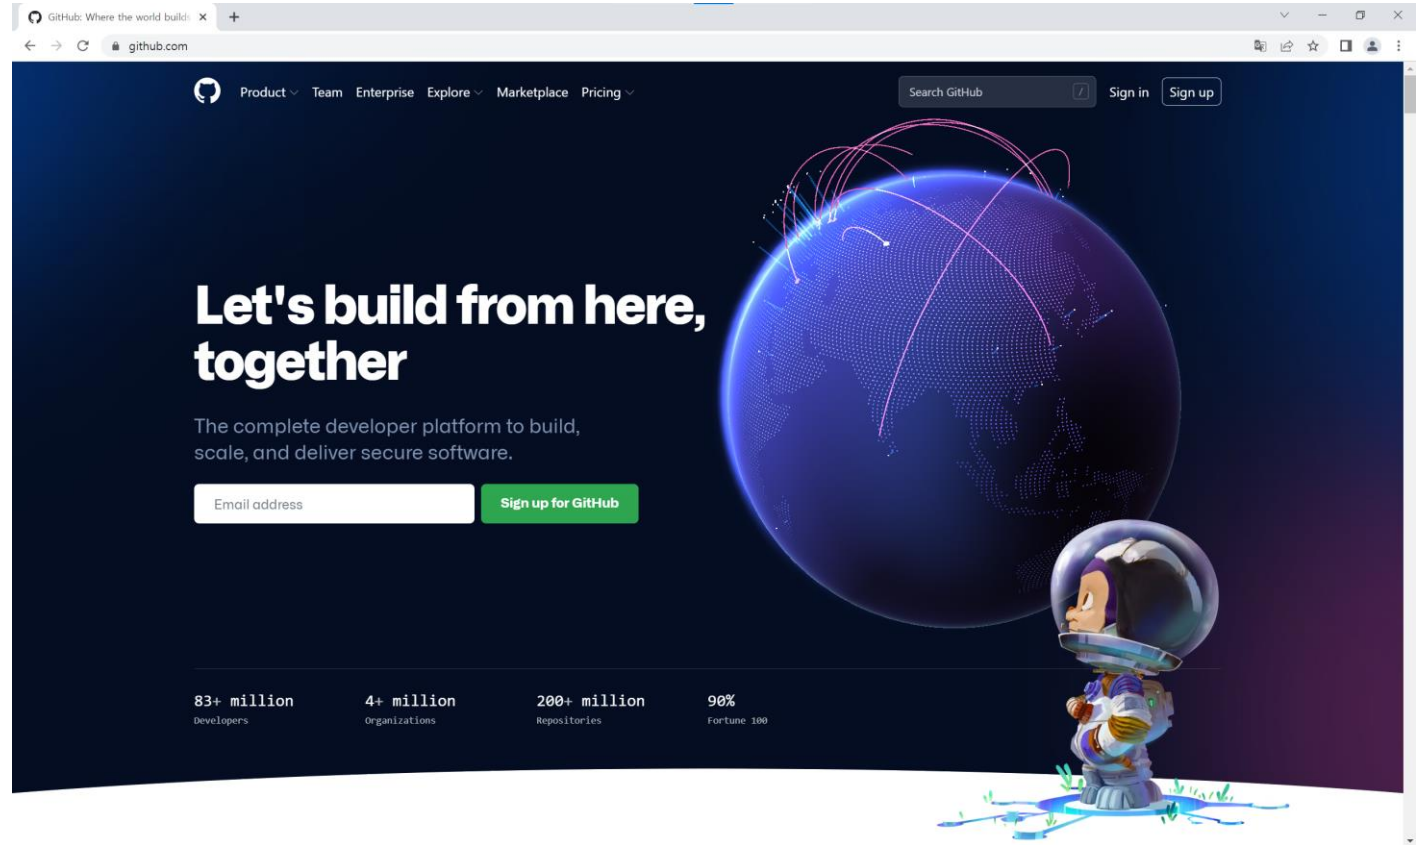 GitHub: Where the world builds
github.com
Product Team Enterprise Explore Marketplace Pricing
Search GitHub / Sign in Sign up
Let's build from here,
together
The complete developer platform to build,
scale, and deliver secure software.
Email address Sign up for GitHub
83+ million 4+ million 200+ million 90%
Developers Organizations Repositories Fortune 100